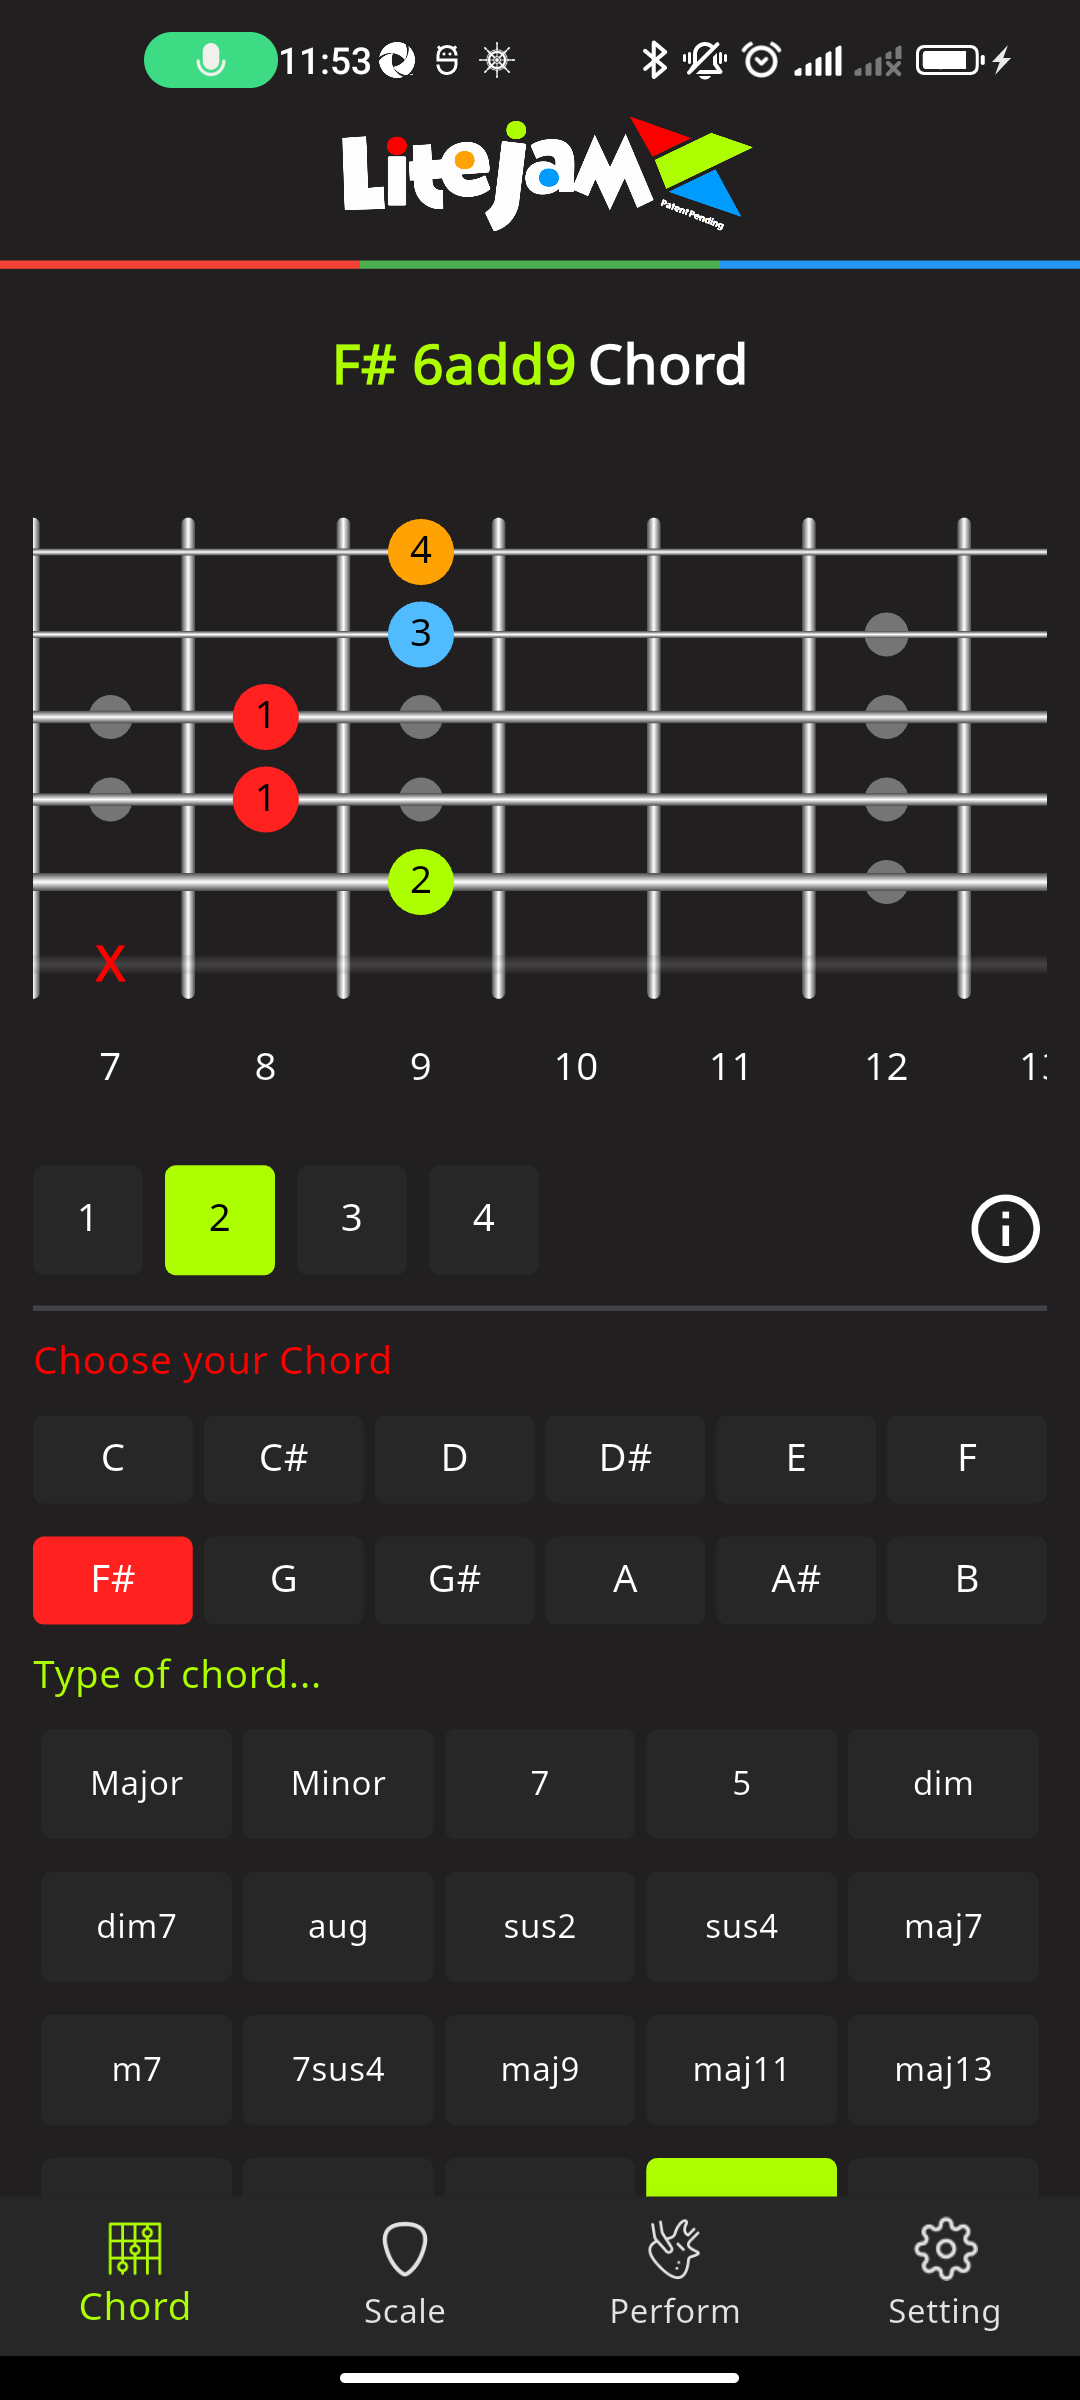 11:53
LiteJam
Patent Pending
F# 6add9 Chord
4
3
1
1
2
X
7 8 9 10 11 12
1 2 3 4
Choose your Chord
C C# D D# E F
F# G G# A A# B
Type of chord...
Major Minor 7 5 dim
dim7 aug sus2 sus4 maj7
m7 7sus4 maj9 maj11 maj13
Chord Scale Perform Setting